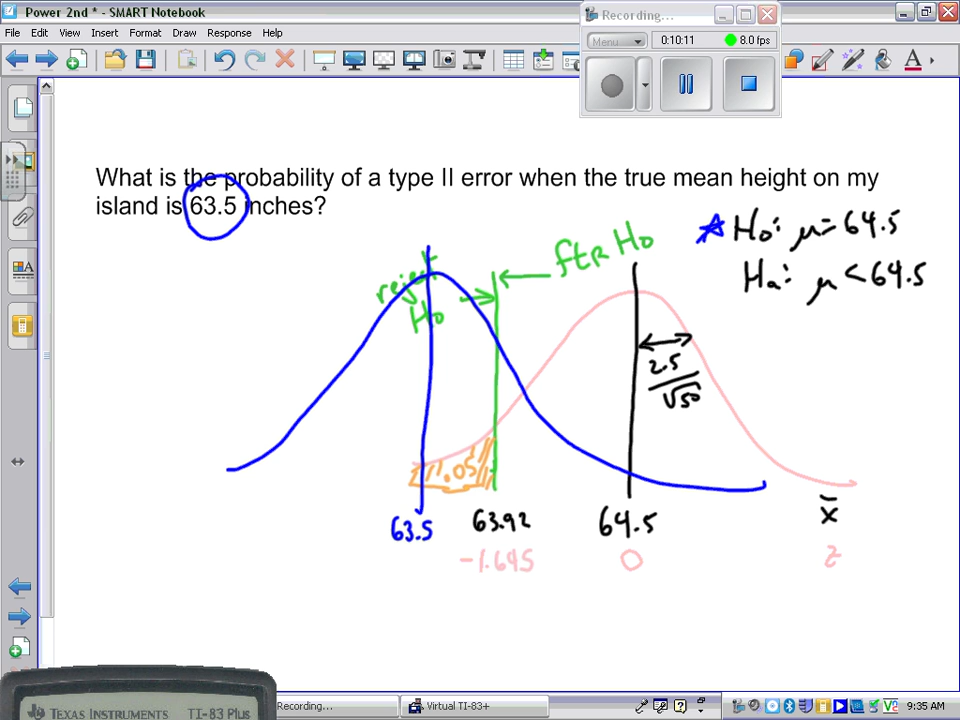 Power 2nd * - SMART Notebook
Recording...
File Edit View Insert Format Draw Response Help
Menu 0:10:11 8.0 fps
What is the probability of a type II error when the true mean height on my
island is 63.5 inches?
H₀: μ = 64.5
Hₐ: μ < 64.5
ftR H₀
reject
H₀
2.5
√50
.05
63.5 63.92 64.5 x̄
-1.645 0 z
TEXAS INSTRUMENTS TI-83 Plus
Recording... Virtual TI-83+ 9:35 AM